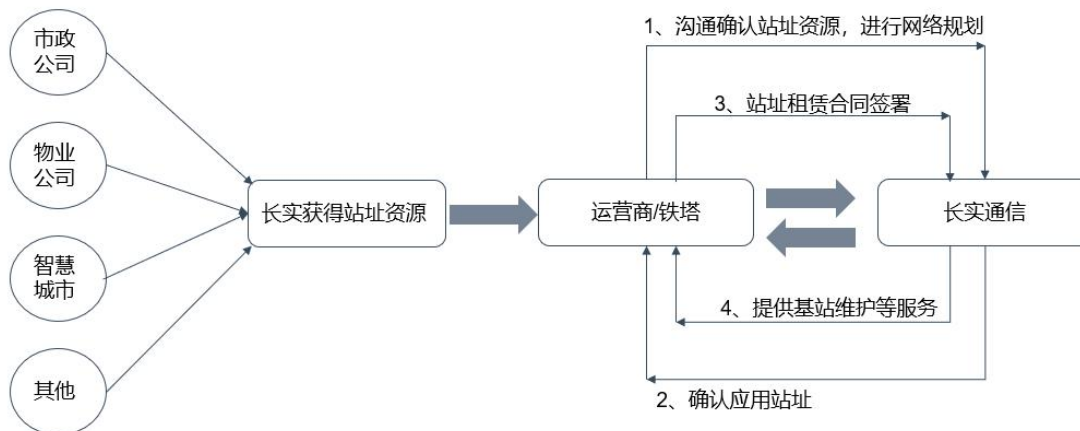 市政
公司
物业
公司
智慧
城市
其他
长实获得站址资源
1、沟通确认站址资源，进行网络规划
3、站址租赁合同签署
运营商/铁塔
长实通信
4、提供基站维护等服务
2、确认应用站址